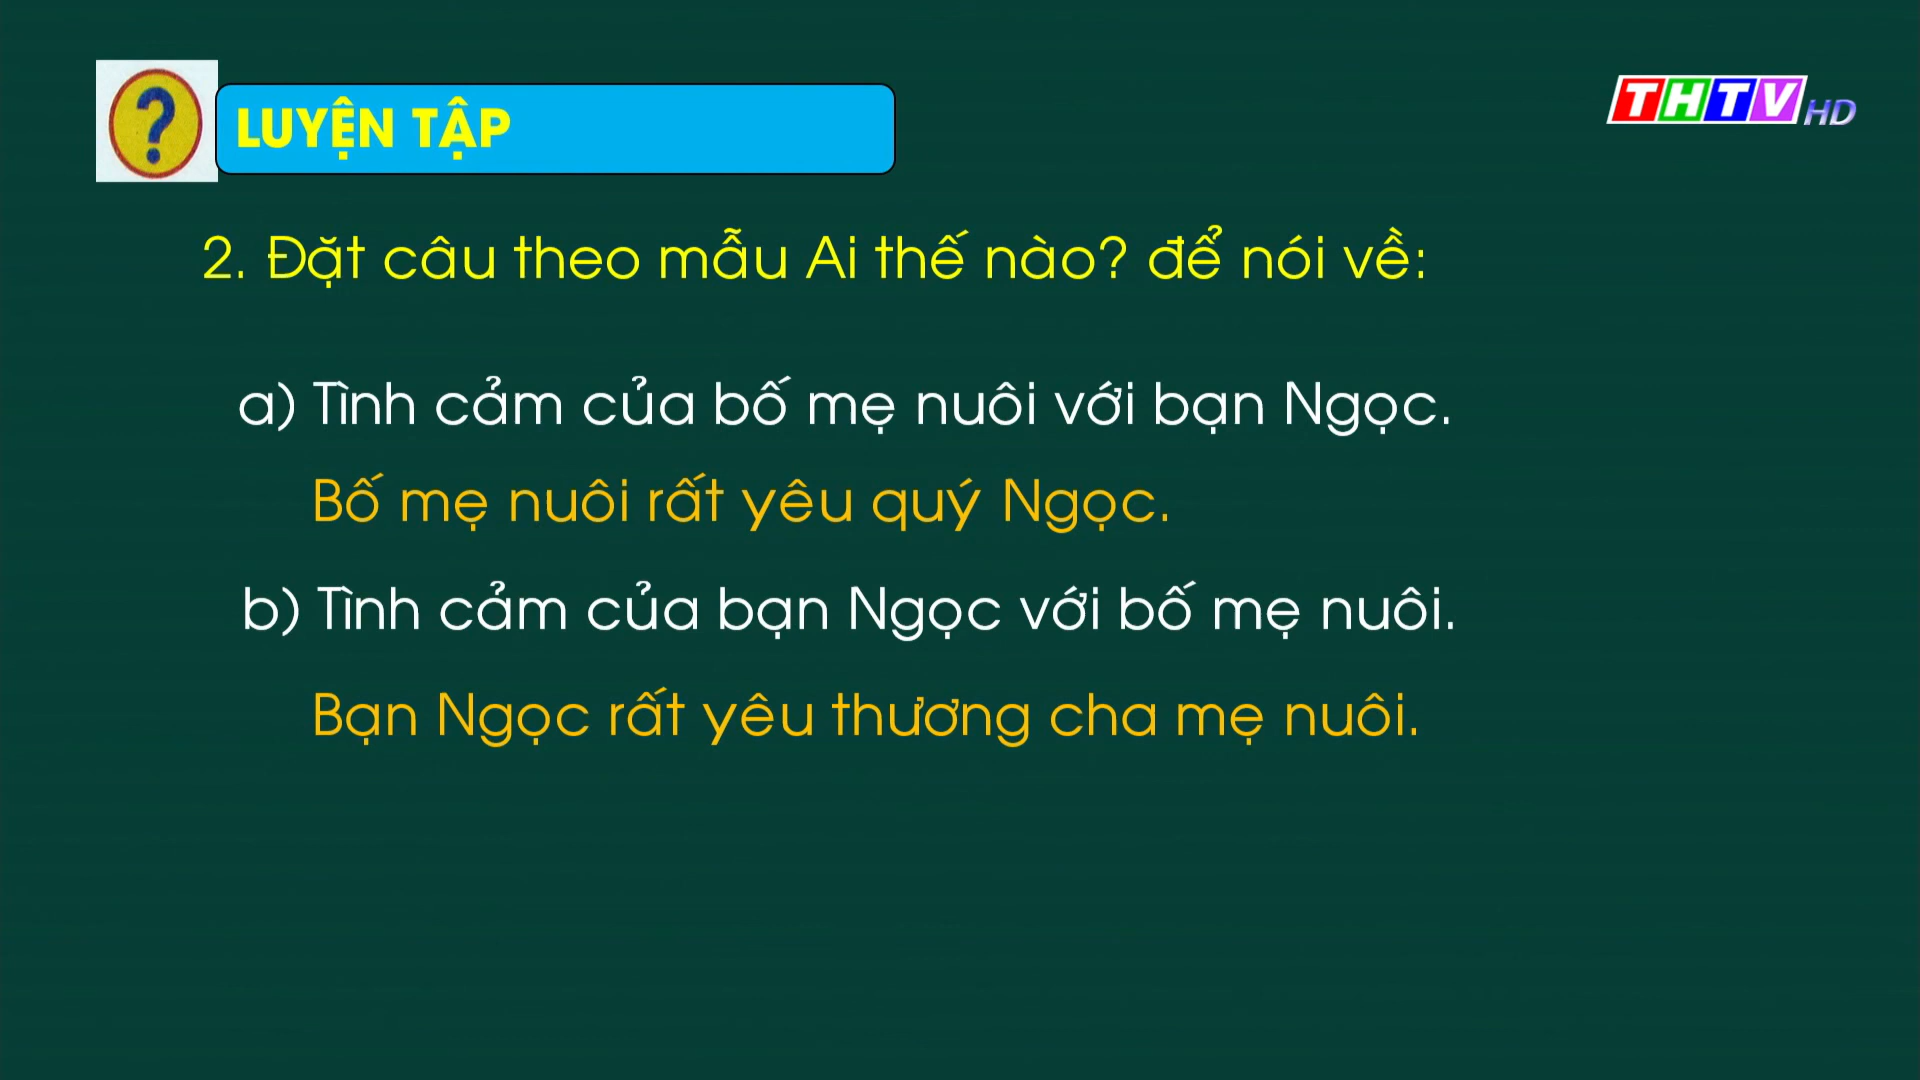 ?
LUYỆN TẬP
THTV HD
2. Đặt câu theo mẫu Ai thế nào? để nói về:
a) Tình cảm của bố mẹ nuôi với bạn Ngọc.
Bố mẹ nuôi rất yêu quý Ngọc.
b) Tình cảm của bạn Ngọc với bố mẹ nuôi.
Bạn Ngọc rất yêu thương cha mẹ nuôi.